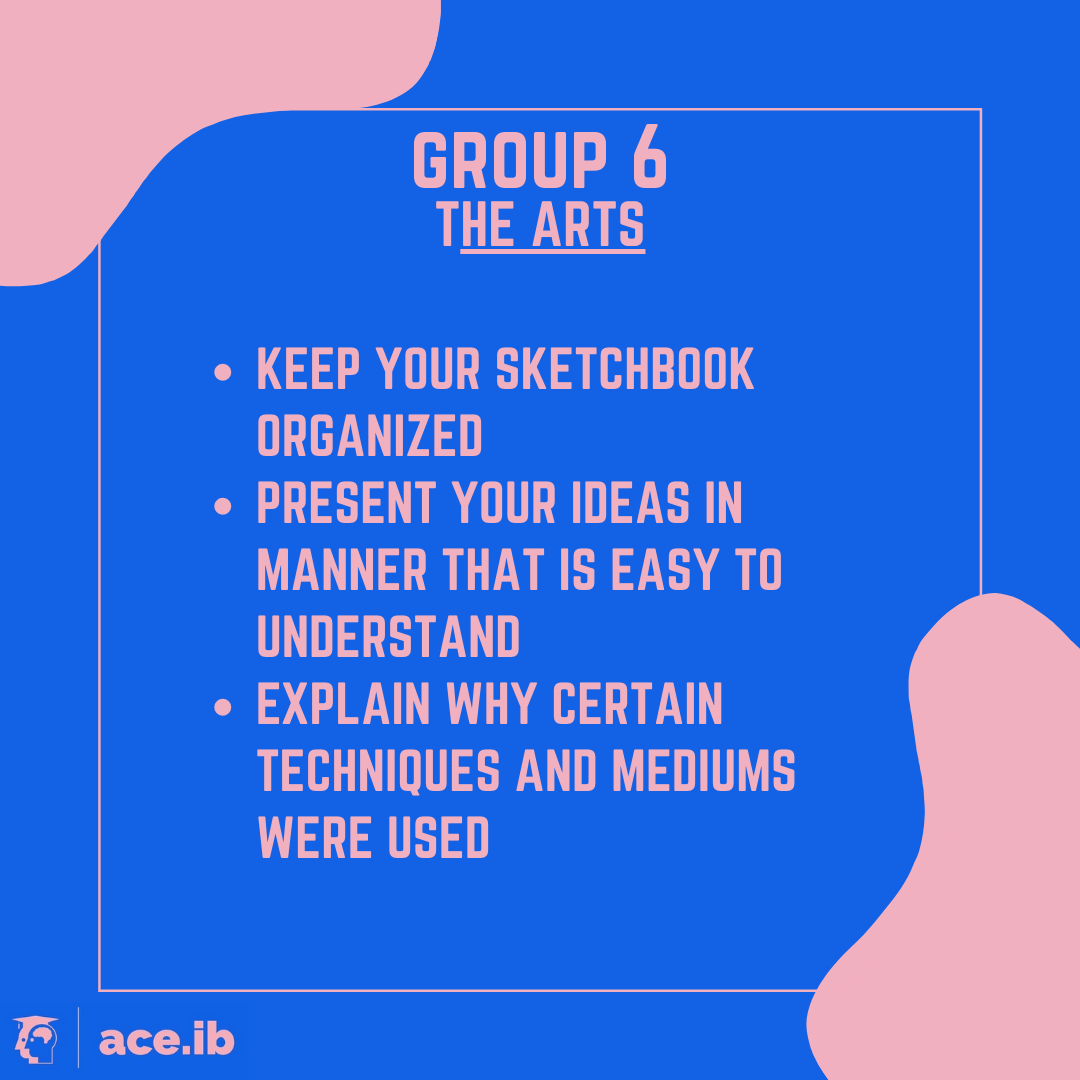 GROUP 6
THE ARTS
• KEEP YOUR SKETCHBOOK
ORGANIZED
• PRESENT YOUR IDEAS IN
MANNER THAT IS EASY TO
UNDERSTAND
• EXPLAIN WHY CERTAIN
TECHNIQUES AND MEDIUMS
WERE USED
ace.ib